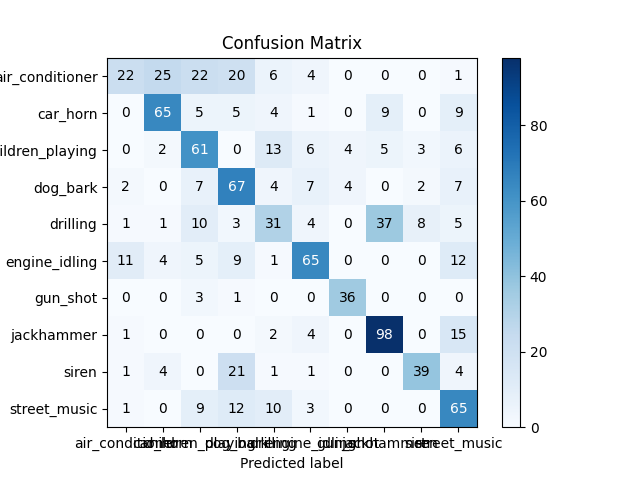 Confusion Matrix
air_conditioner 22 25 22 20 6 4 0 0 0 1
car_horn 0 65 5 5 4 1 0 9 0 9
ildren_playing 0 2 61 0 13 6 4 5 3 6
dog_bark 2 0 7 67 4 7 4 0 2 7
drilling 1 1 10 3 31 4 0 37 8 5
engine_idling 11 4 5 9 1 65 0 0 0 12
gun_shot 0 0 3 1 0 0 36 0 0 0
jackhammer 1 0 0 0 2 4 0 98 0 15
siren 1 4 0 21 1 1 0 0 39 4
street_music 1 0 9 12 10 3 0 0 0 65
80
60
40
20
0
street_music
Predicted label